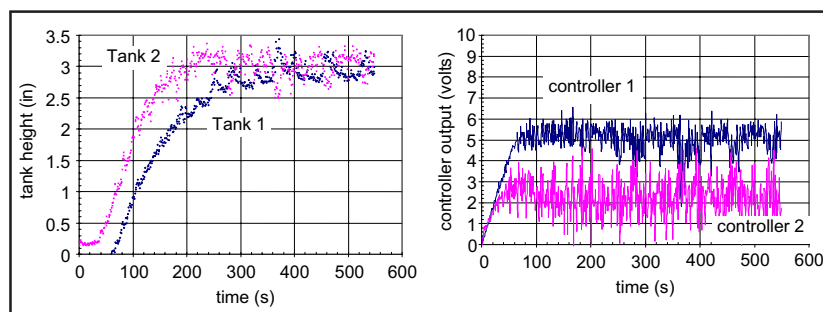 3.5
3
2.5
2
1.5
1
0.5
0
tank height (in)
Tank 2
Tank 1
0 100 200 300 400 500 600
time (s)
10
9
8
7
6
5
4
3
2
1
0
controller output (volts)
controller 1
controller 2
0 100 200 300 400 500 600
time (s)